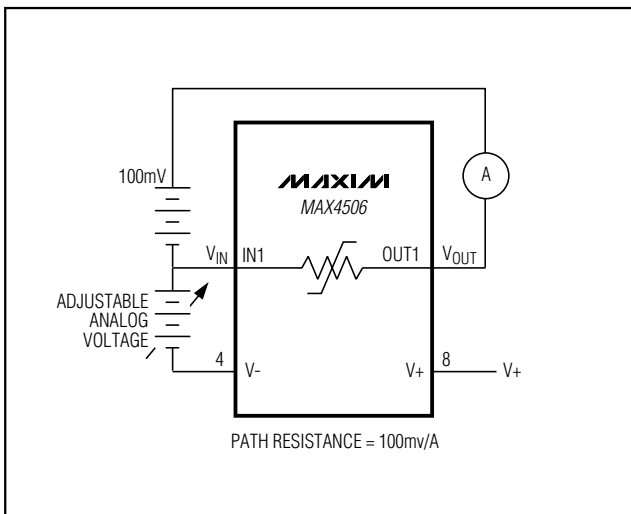 100mV
MAXIM
MAX4506
A
VIN
IN1
OUT1
VOUT
ADJUSTABLE
ANALOG
VOLTAGE
4
V-
V+
8
V+
PATH RESISTANCE = 100mv/A